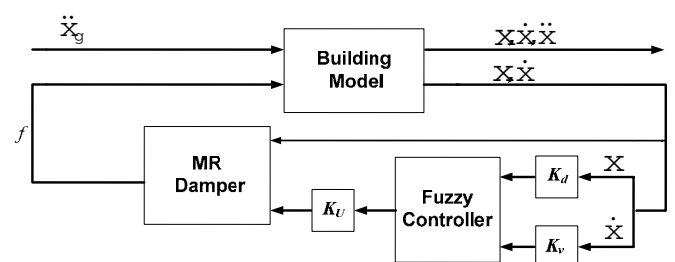 ẍg
x,ẋ,ẍ
Building
Model
x,ẋ
f
MR
Damper
x
Kd
Fuzzy
Controller
KU
ẋ
Kv